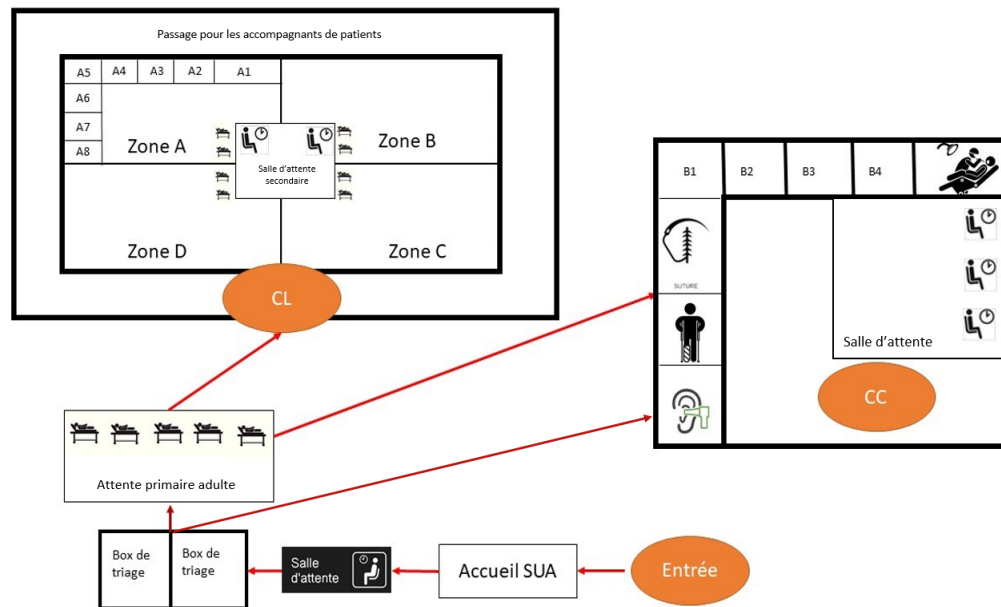 Passage pour les accompagnants de patients
A5 A4 A3 A2 A1
A6
A7
A8
Zone A
Zone B
Salle d'attente
secondaire
Zone D
Zone C
CL
B1 B2 B3 B4
SUTURE
Salle d'attente
CC
Attente primaire adulte
Box de
triage
Box de
triage
Salle
d'attente
Accueil SUA
Entrée